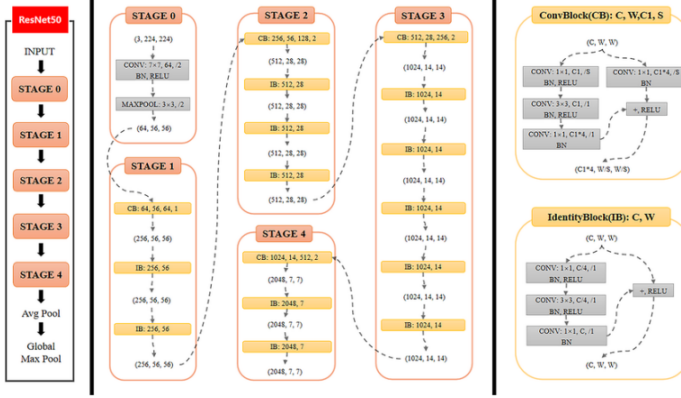 ResNet50
INPUT
STAGE 0
STAGE 1
STAGE 2
STAGE 3
STAGE 4
Avg Pool
Global
Max Pool
STAGE 0
(3, 224, 224)
CONV: 7×7, 64, /2
BN, RELU
MAXPOOL: 3×3, /2
(64, 56, 56)
STAGE 1
CB: 64, 56, 64, 1
(256, 56, 56)
IB: 256, 56
(256, 56, 56)
IB: 256, 56
(256, 56, 56)
STAGE 2
CB: 256, 56, 128, 2
(512, 28, 28)
IB: 512, 28
(512, 28, 28)
IB: 512, 28
(512, 28, 28)
IB: 512, 28
(512, 28, 28)
STAGE 4
CB: 1024, 14, 512, 2
(2048, 7, 7)
IB: 2048, 7
(2048, 7, 7)
IB: 2048, 7
(2048, 7, 7)
STAGE 3
CB: 512, 28, 256, 2
(1024, 14, 14)
IB: 1024, 14
(1024, 14, 14)
IB: 1024, 14
(1024, 14, 14)
IB: 1024, 14
(1024, 14, 14)
IB: 1024, 14
(1024, 14, 14)
IB: 1024, 14
(1024, 14, 14)
ConvBlock(CB): C, W,C1, S
(C, W, W)
CONV: 1×1, C1, /S
BN, RELU
CONV: 1×1, C1*4, /S
BN
CONV: 3×3, C1, /1
BN, RELU
+, RELU
CONV: 1×1, C1*4, /1
BN
(C1*4, W/S, W/S)
IdentityBlock(IB): C, W
(C, W, W)
CONV: 1×1, C/4, /1
BN, RELU
+, RELU
CONV: 3×3, C/4, /1
BN, RELU
CONV: 1×1, C, /1
BN
(C, W, W)